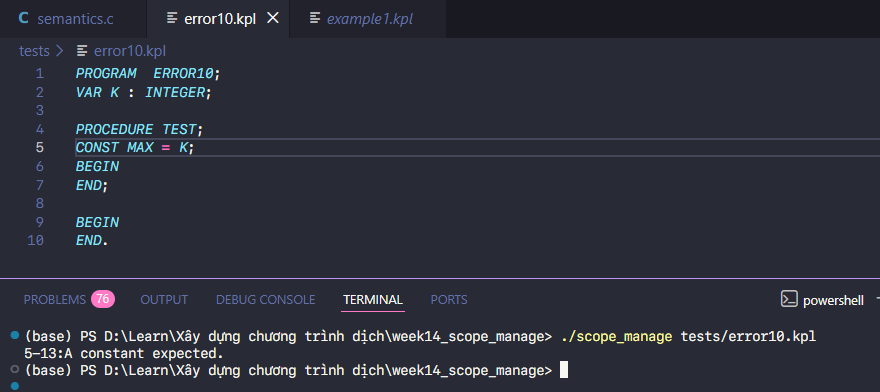 semantics.c error10.kpl example1.kpl
tests > error10.kpl
1 PROGRAM  ERROR10;
2 VAR K : INTEGER;
3
4 PROCEDURE TEST;
5 CONST MAX = K;
6 BEGIN
7 END;
8
9 BEGIN
10 END.
PROBLEMS 76 OUTPUT DEBUG CONSOLE TERMINAL PORTS powershell
(base) PS D:\Learn\Xây dựng chương trình dịch\week14_scope_manage> ./scope_manage tests/error10.kpl
5-13:A constant expected.
(base) PS D:\Learn\Xây dựng chương trình dịch\week14_scope_manage>